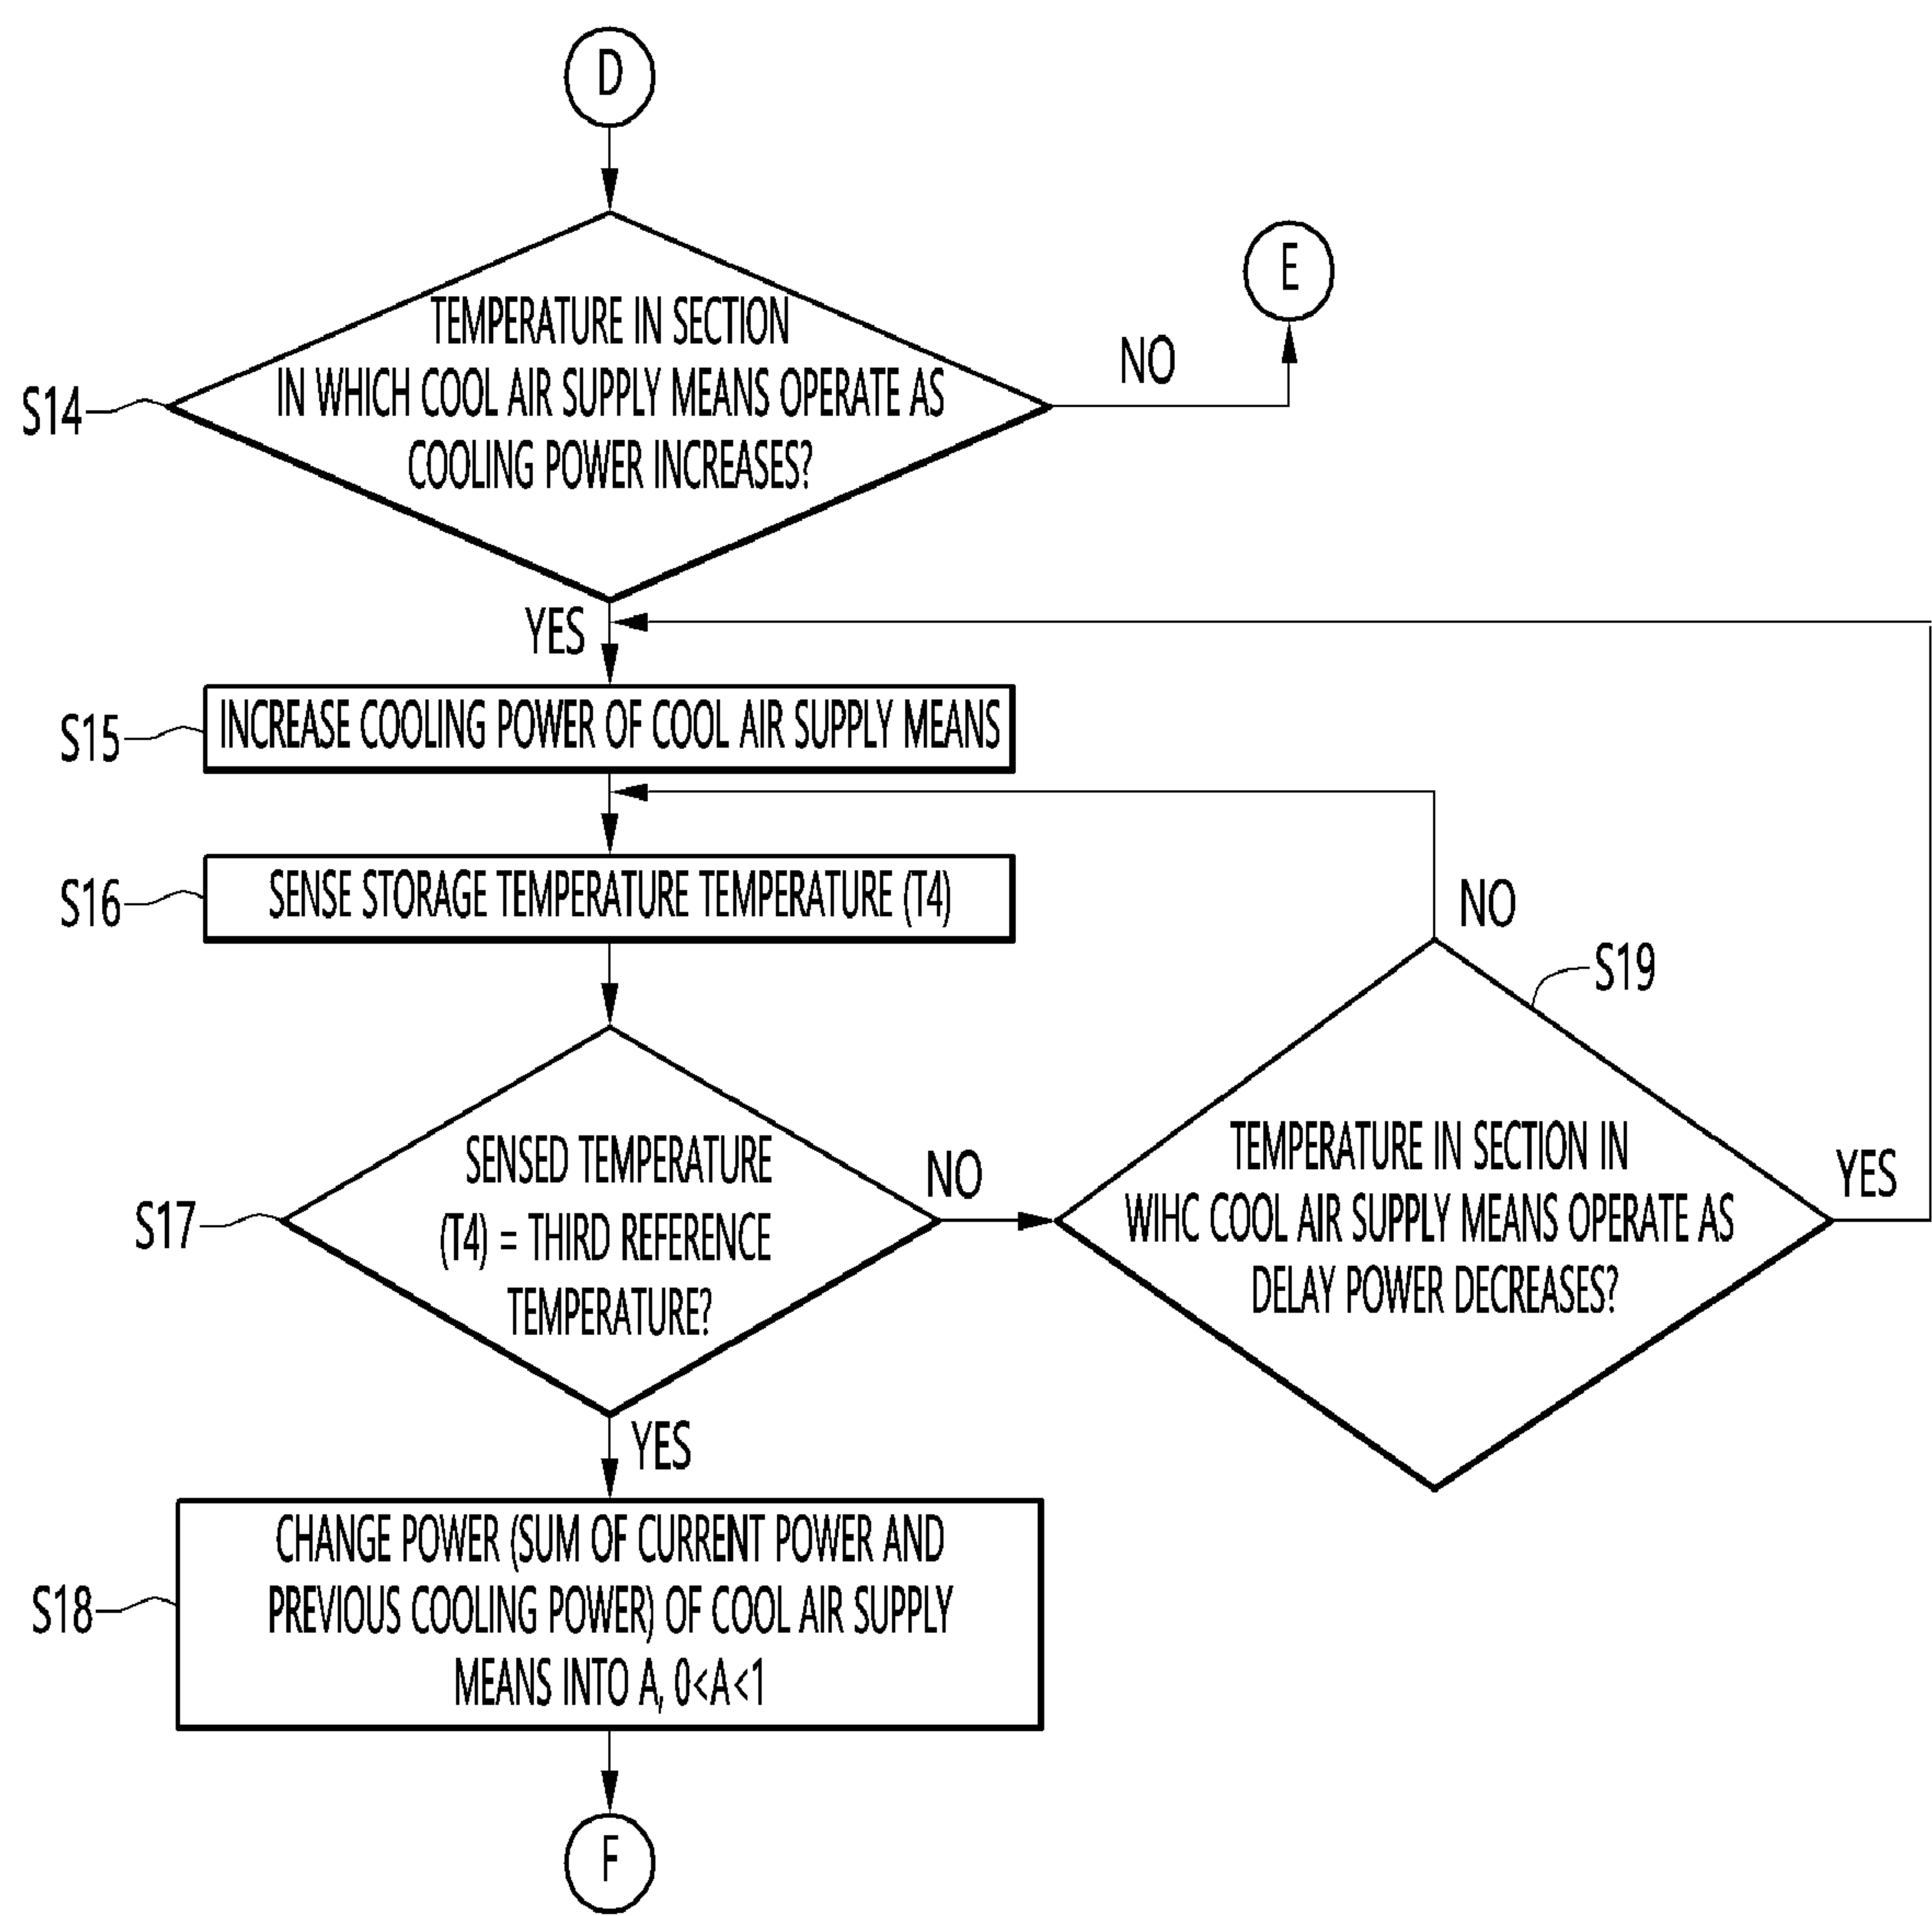 D
TEMPERATURE IN SECTION
IN WHICH COOL AIR SUPPLY MEANS OPERATE AS
COOLING POWER INCREASES?
S14
NO
E
YES
S15
INCREASE COOLING POWER OF COOL AIR SUPPLY MEANS
S16
SENSE STORAGE TEMPERATURE TEMPERATURE (T4)
NO
S19
SENSED TEMPERATURE
(T4) = THIRD REFERENCE
TEMPERATURE?
S17
NO
TEMPERATURE IN SECTION IN
WIHC COOL AIR SUPPLY MEANS OPERATE AS
DELAY POWER DECREASES?
YES
YES
S18
CHANGE POWER (SUM OF CURRENT POWER AND
PREVIOUS COOLING POWER) OF COOL AIR SUPPLY
MEANS INTO A, 0<A<1
F